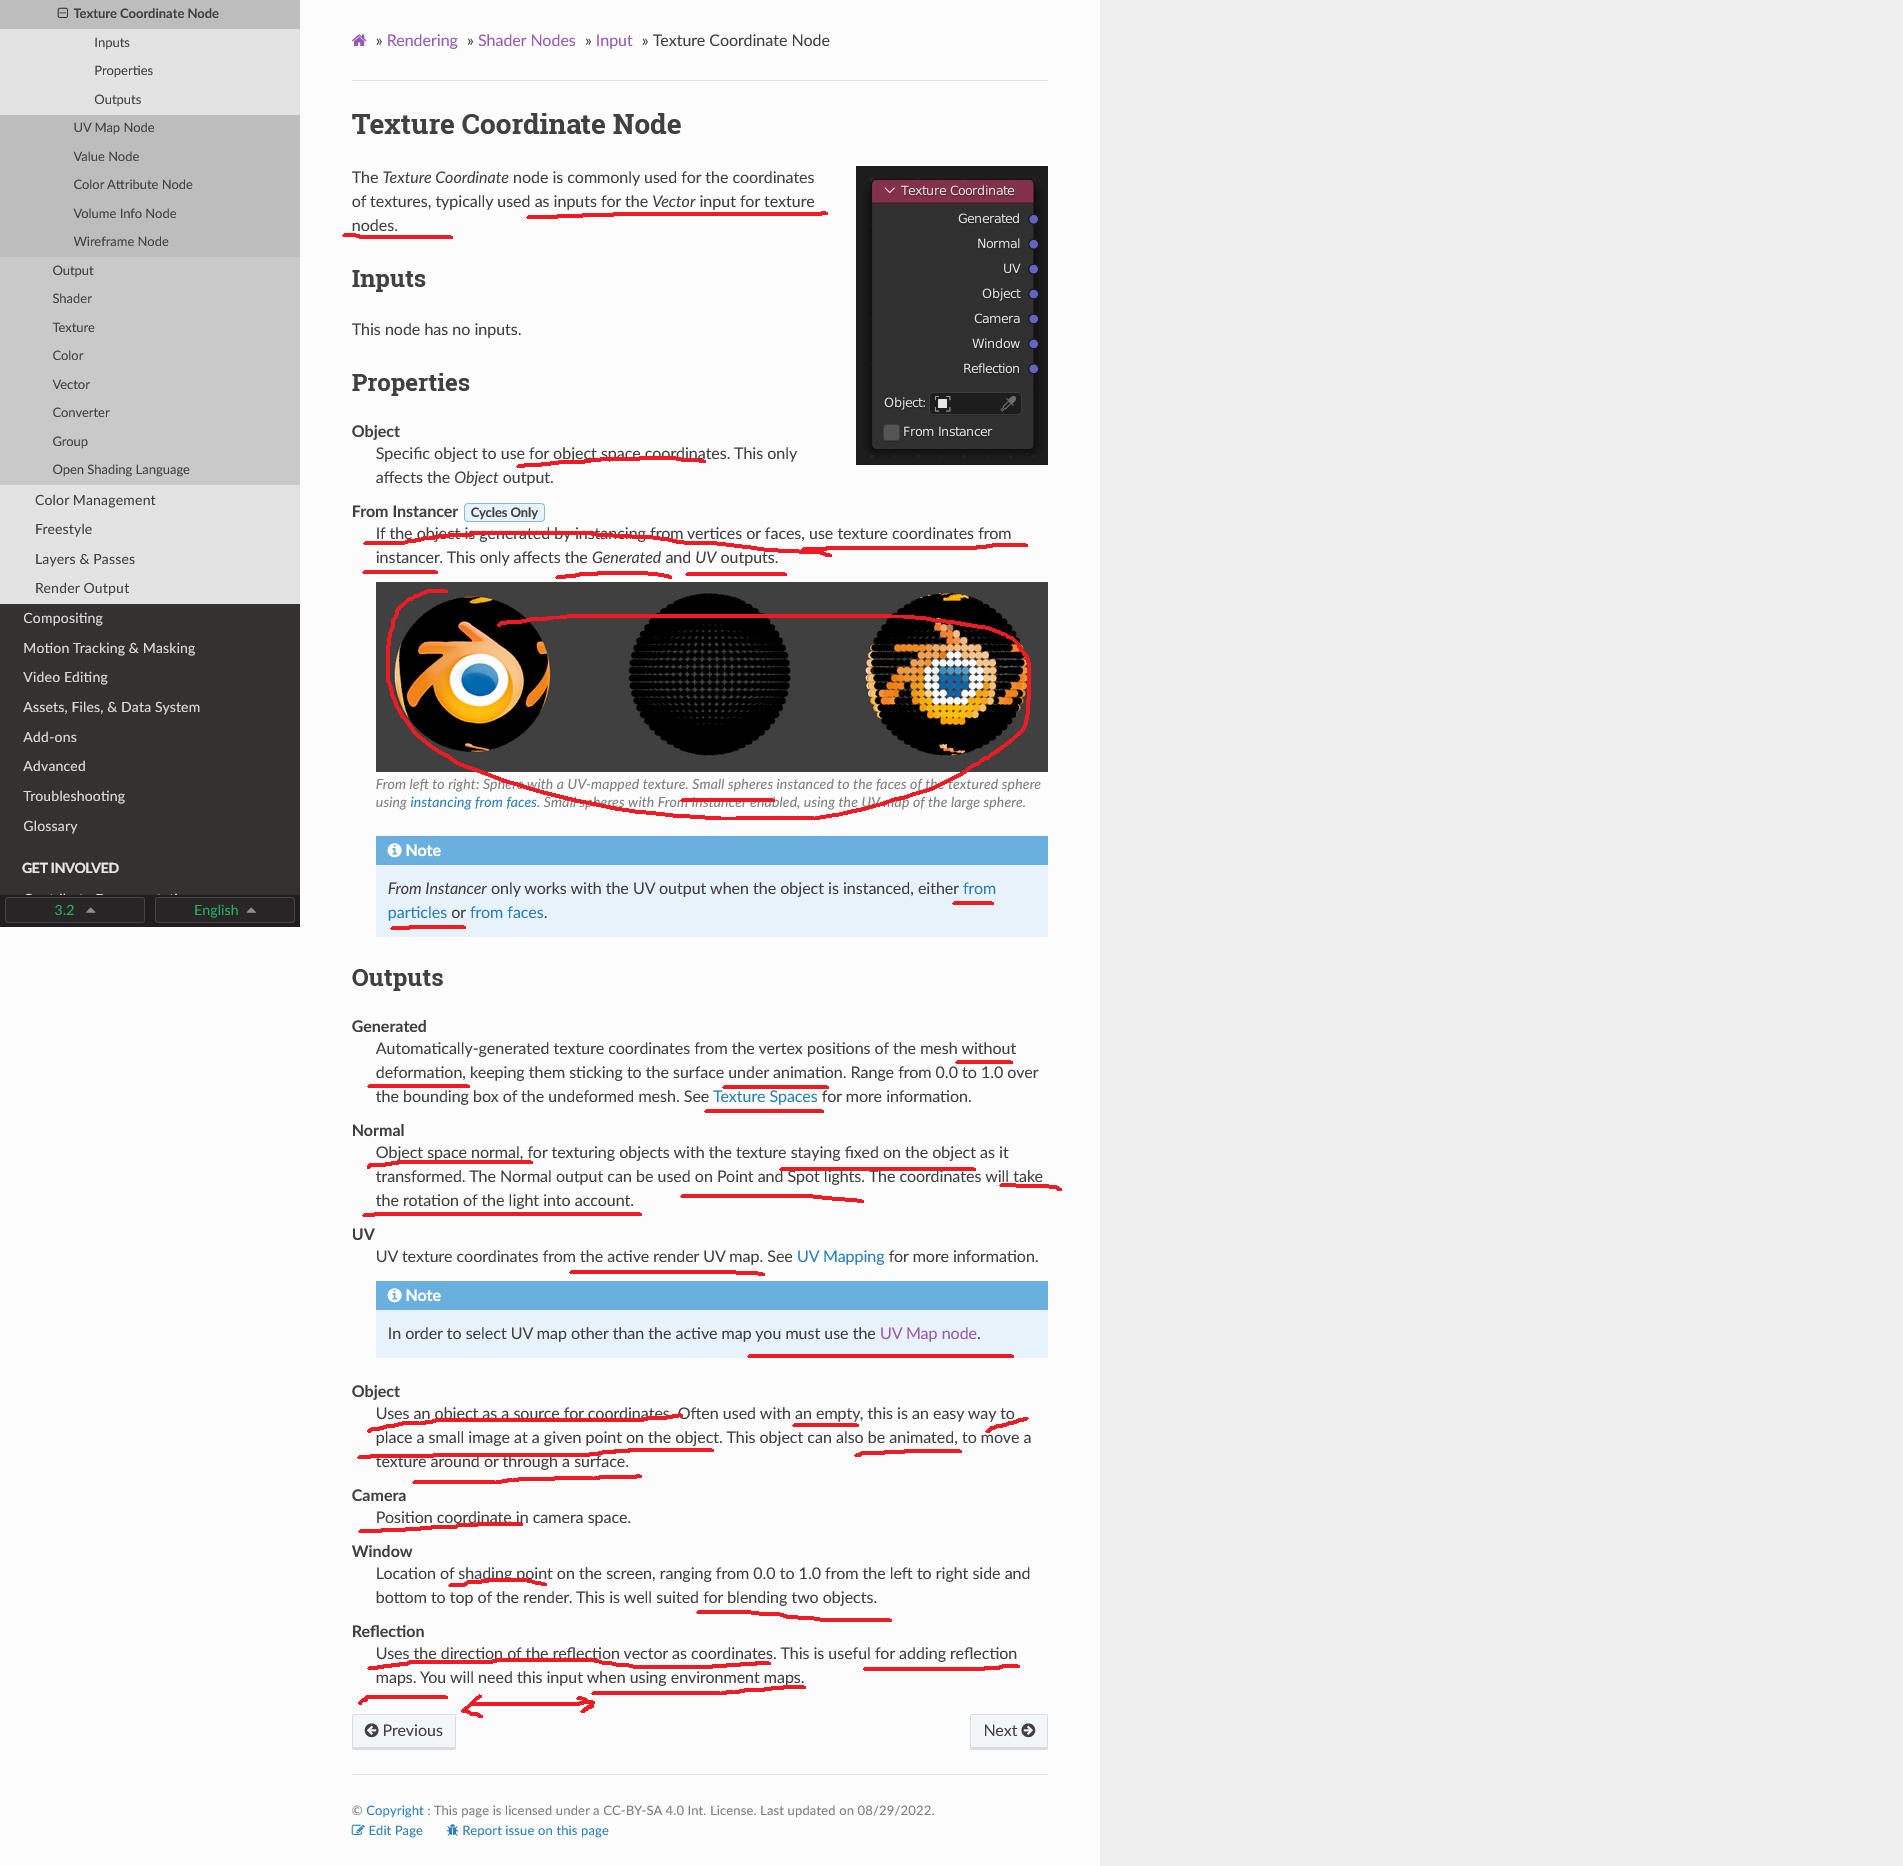 Texture Coordinate Node
Inputs
Properties
Outputs
UV Map Node
Value Node
Color Attribute Node
Volume Info Node
Wireframe Node
Output
Shader
Texture
Color
Vector
Converter
Group
Open Shading Language
Color Management
Freestyle
Layers & Passes
Render Output
Compositing
Motion Tracking & Masking
Video Editing
Assets, Files, & Data System
Add-ons
Advanced
Troubleshooting
Glossary
GET INVOLVED
3.2
English
» Rendering » Shader Nodes » Input » Texture Coordinate Node
Texture Coordinate Node
The Texture Coordinate node is commonly used for the coordinates
of textures, typically used as inputs for the Vector input for texture
nodes.
Texture Coordinate
Generated
Normal
UV
Object
Camera
Window
Reflection
Object:
From Instancer
Inputs
This node has no inputs.
Properties
Object
Specific object to use for object space coordinates. This only
affects the Object output.
From Instancer Cycles Only
If the object is generated by instancing from vertices or faces, use texture coordinates from
instancer. This only affects the Generated and UV outputs.
From left to right: Sphere with a UV-mapped texture. Small spheres instanced to the faces of the textured sphere
using instancing from faces. Small spheres with From Instancer enabled, using the UV map of the large sphere.
Note
From Instancer only works with the UV output when the object is instanced, either from
particles or from faces.
Outputs
Generated
Automatically-generated texture coordinates from the vertex positions of the mesh without
deformation, keeping them sticking to the surface under animation. Range from 0.0 to 1.0 over
the bounding box of the undeformed mesh. See Texture Spaces for more information.
Normal
Object space normal, for texturing objects with the texture staying fixed on the object as it
transformed. The Normal output can be used on Point and Spot lights. The coordinates will take
the rotation of the light into account.
UV
UV texture coordinates from the active render UV map. See UV Mapping for more information.
Note
In order to select UV map other than the active map you must use the UV Map node.
Object
Uses an object as a source for coordinates. Often used with an empty, this is an easy way to
place a small image at a given point on the object. This object can also be animated, to move a
texture around or through a surface.
Camera
Position coordinate in camera space.
Window
Location of shading point on the screen, ranging from 0.0 to 1.0 from the left to right side and
bottom to top of the render. This is well suited for blending two objects.
Reflection
Uses the direction of the reflection vector as coordinates. This is useful for adding reflection
maps. You will need this input when using environment maps.
Previous
Next
© Copyright : This page is licensed under a CC-BY-SA 4.0 Int. License. Last updated on 08/29/2022.
Edit Page Report issue on this page